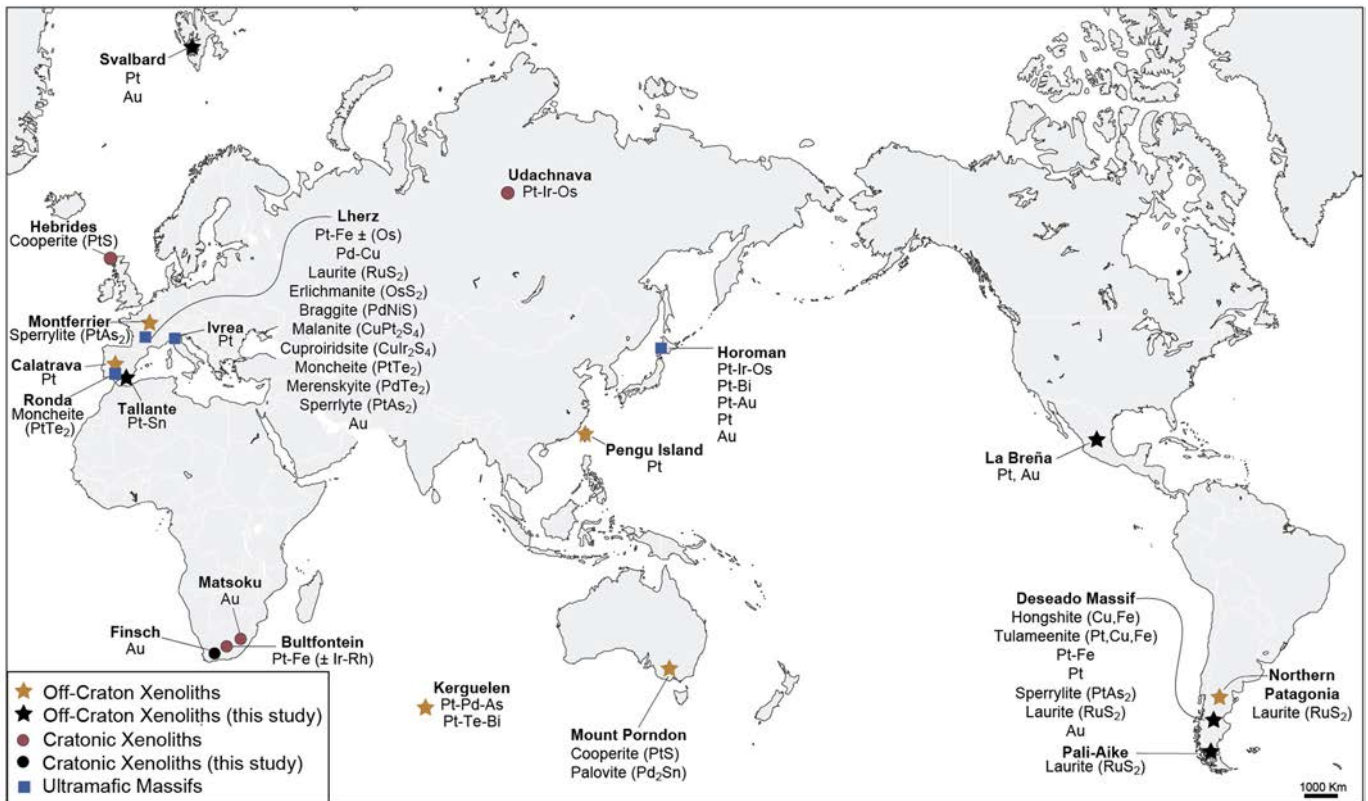 Svalbard
Pt
Au
Udachnava
Pt-Ir-Os
Hebrides
Cooperite (PtS)
Lherz
Pt-Fe ± (Os)
Pd-Cu
Laurite (RuS₂)
Erlichmanite (OsS₂)
Braggite (PdNiS)
Malanite (CuPt₂S₄)
Cuproiridsite (CuIr₂S₄)
Moncheite (PtTe₂)
Merenskyite (PdTe₂)
Sperrlyte (PtAs₂)
Au
Montferrier
Sperrylite (PtAs₂)
Ivrea
Pt
Calatrava
Pt
Ronda
Moncheite
(PtTe₂)
Tallante
Pt-Sn
Horoman
Pt-Ir-Os
Pt-Bi
Pt-Au
Pt
Au
Pengu Island
Pt
La Breña
Pt, Au
Matsoku
Au
Finsch
Au
Bultfontein
Pt-Fe (± Ir-Rh)
Kerguelen
Pt-Pd-As
Pt-Te-Bi
Mount Porndon
Cooperite (PtS)
Palovite (Pd₂Sn)
Deseado Massif
Hongshite (Cu,Fe)
Tulameenite (Pt,Cu,Fe)
Pt-Fe
Pt
Sperrylite (PtAs₂)
Laurite (RuS₂)
Au
Northern
Patagonia
Laurite (RuS₂)
Pali-Aike
Laurite (RuS₂)
Off-Craton Xenoliths
Off-Craton Xenoliths (this study)
Cratonic Xenoliths
Cratonic Xenoliths (this study)
Ultramafic Massifs
1000 Km